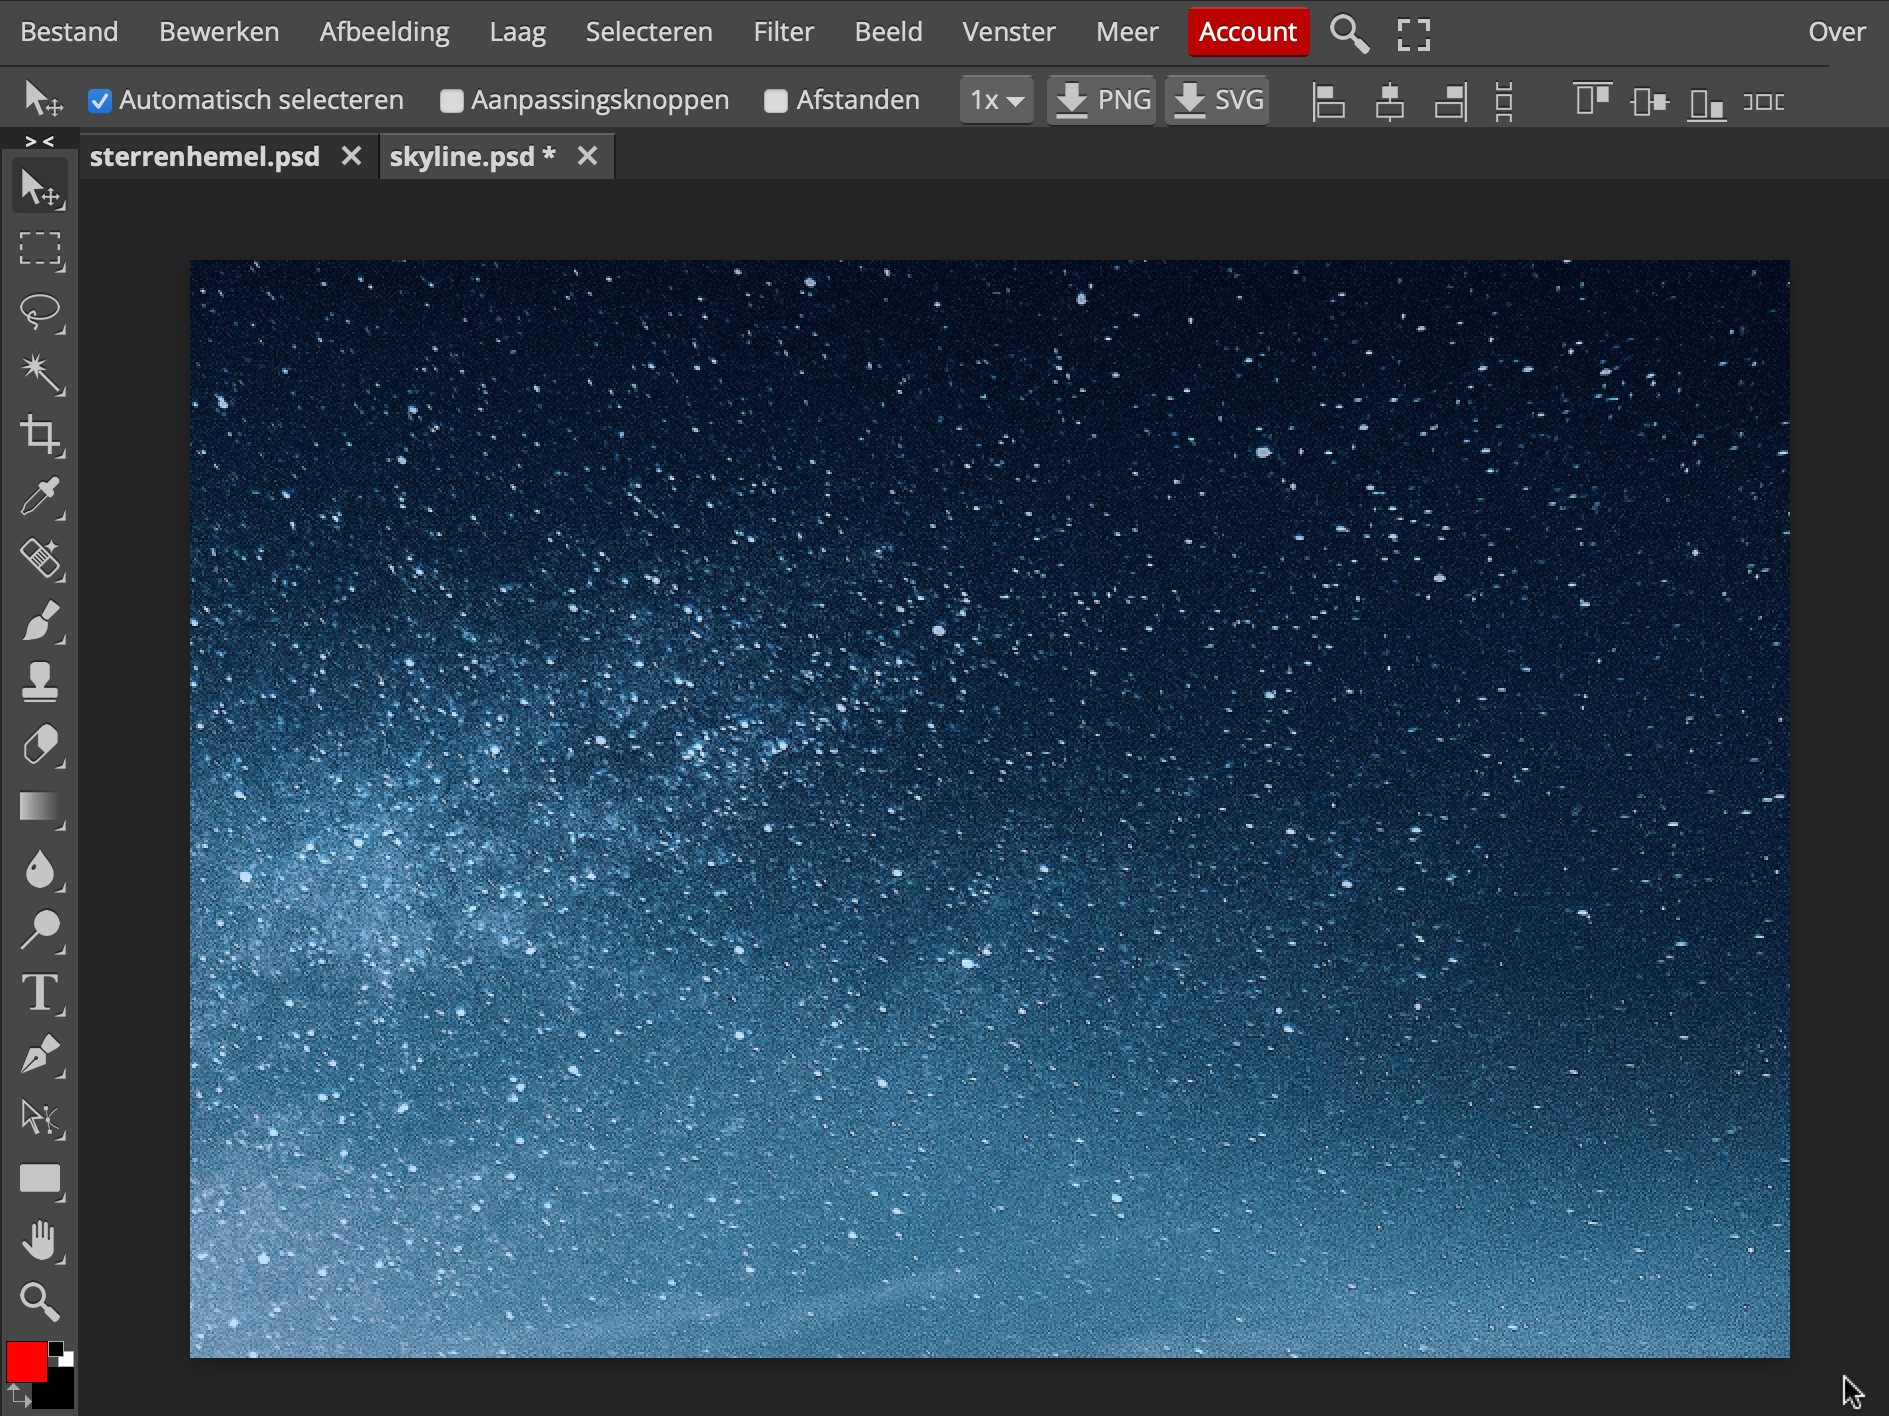 Bestand Bewerken Afbeelding Laag Selecteren Filter Beeld Venster Meer Account Over
Automatisch selecteren Aanpassingsknoppen Afstanden 1x PNG SVG
> <
sterrenhemel.psd skyline.psd *
T